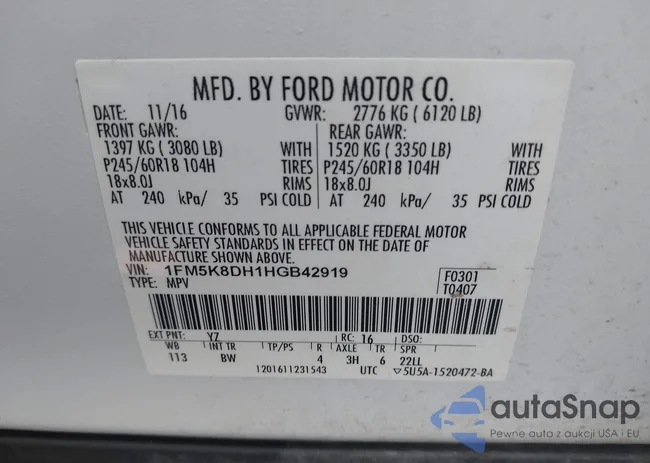 MFD. BY FORD MOTOR CO.
DATE: 11/16 GVWR: 2776 KG ( 6120 LB)
FRONT GAWR: REAR GAWR:
1397 KG ( 3080 LB) WITH 1520 KG ( 3350 LB) WITH
P245/60R18 104H TIRES P245/60R18 104H TIRES
18x8.0J RIMS 18x8.0J RIMS
AT 240 kPa/ 35 PSI COLD AT 240 kPa/ 35 PSI COLD
THIS VEHICLE CONFORMS TO ALL APPLICABLE FEDERAL MOTOR
VEHICLE SAFETY STANDARDS IN EFFECT ON THE DATE OF
MANUFACTURE SHOWN ABOVE.
VIN: 1FM5K8DH1HGB42919 F0301
TYPE: MPV T0407
EXT PNT: YZ RC: 16 DSO:
WB INT TR TP/PS R AXLE TR SPR
113 BW 4 3H 6 22LL
1201611231543 UTC ▽5U5A-1520472-BA
autoSnap
Pewne auta z aukcji USA i EU